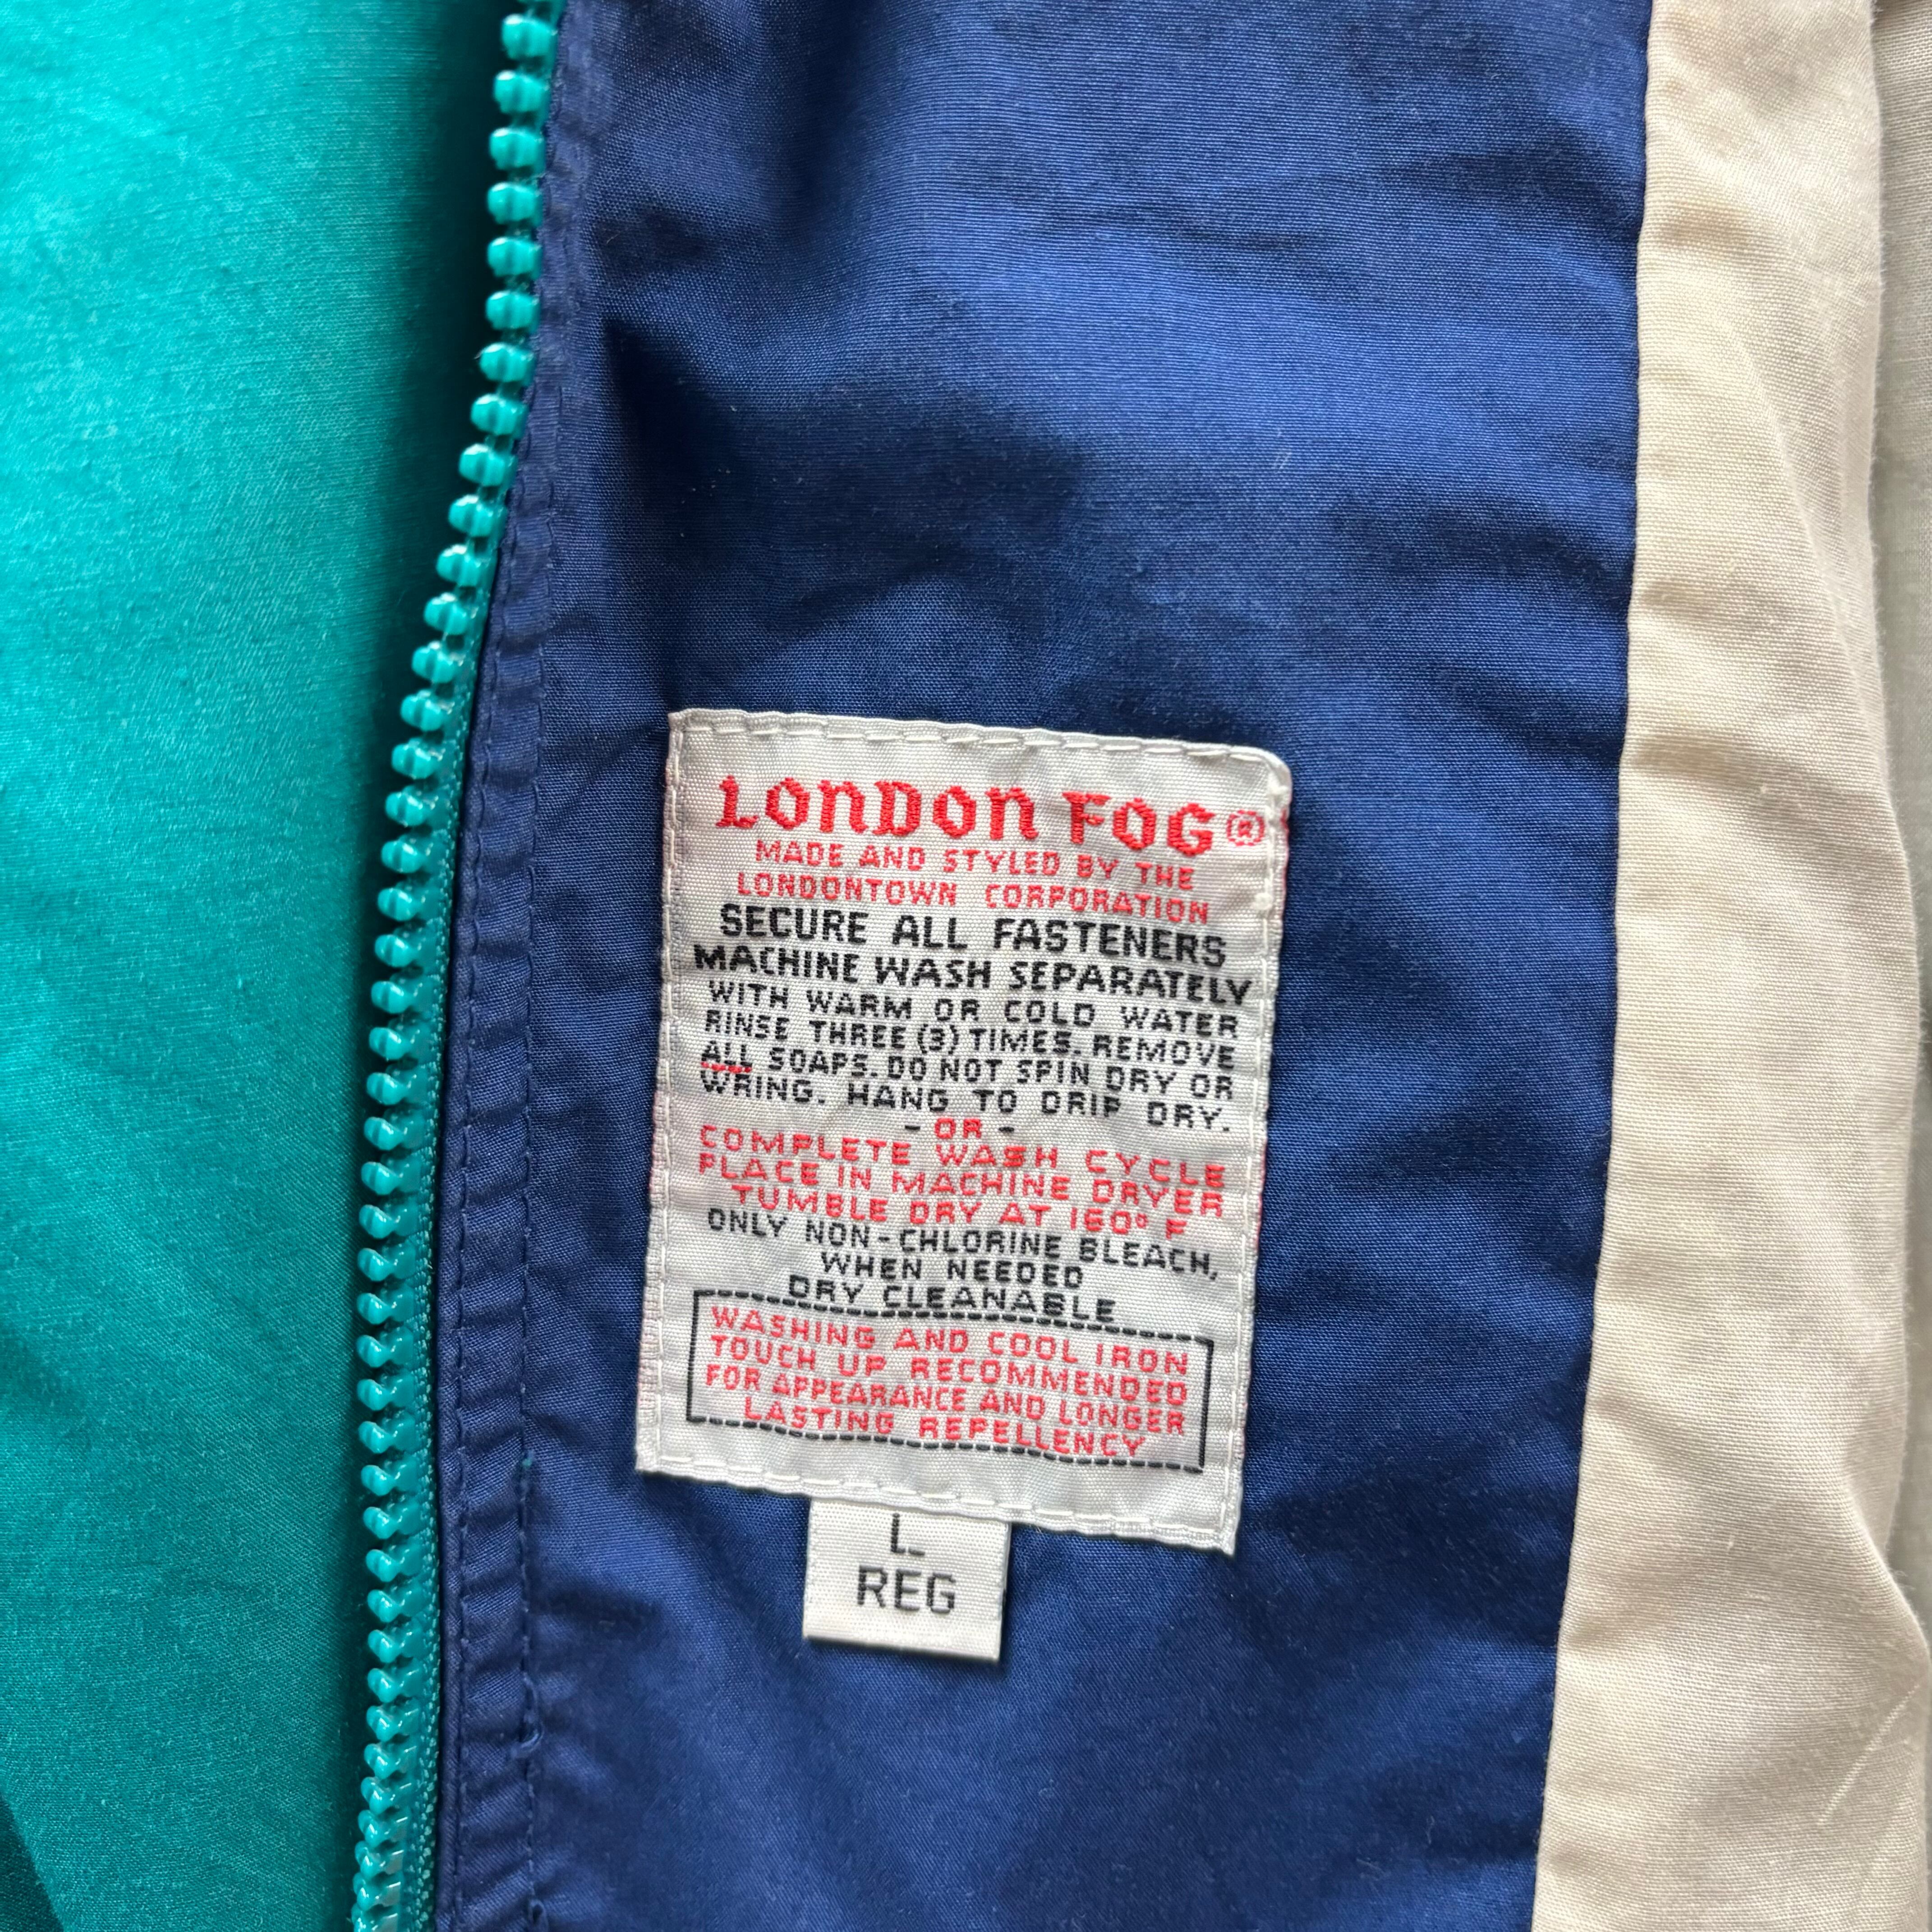 LONDON FOG®
MADE AND STYLED BY THE
LONDONTOWN CORPORATION
SECURE ALL FASTENERS
MACHINE WASH SEPARATELY
WITH WARM OR COLD WATER
RINSE THREE (3) TIMES. REMOVE
ALL SOAPS. DO NOT SPIN DRY OR
WRING. HANG TO DRIP DRY.
- OR -
COMPLETE WASH CYCLE
PLACE IN MACHINE DRYER
TUMBLE DRY AT 160° F
ONLY NON-CHLORINE BLEACH,
WHEN NEEDED
DRY CLEANABLE
WASHING AND COOL IRON
TOUCH UP RECOMMENDED
FOR APPEARANCE AND LONGER
LASTING REPELLENCY
L
REG